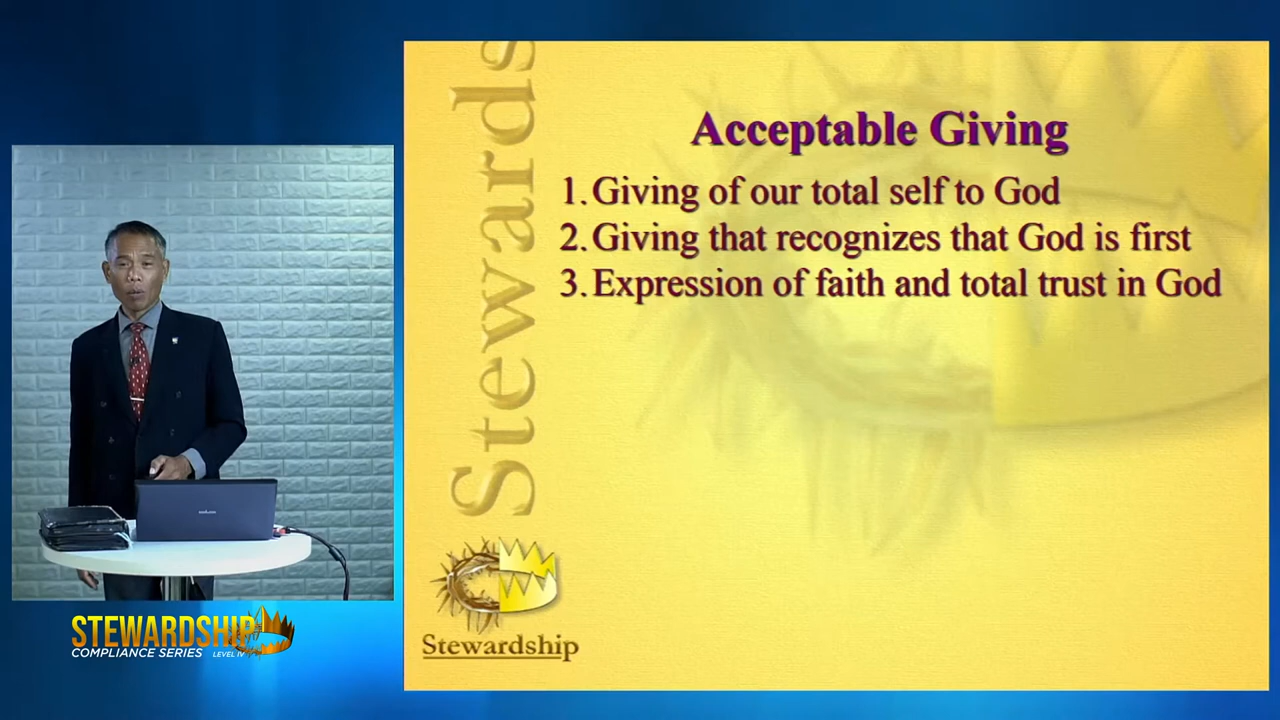 Stewards
Acceptable Giving
1. Giving of our total self to God
2. Giving that recognizes that God is first
3. Expression of faith and total trust in God
Stewardship
STEWARDSHIP
COMPLIANCE SERIES LEVEL IV